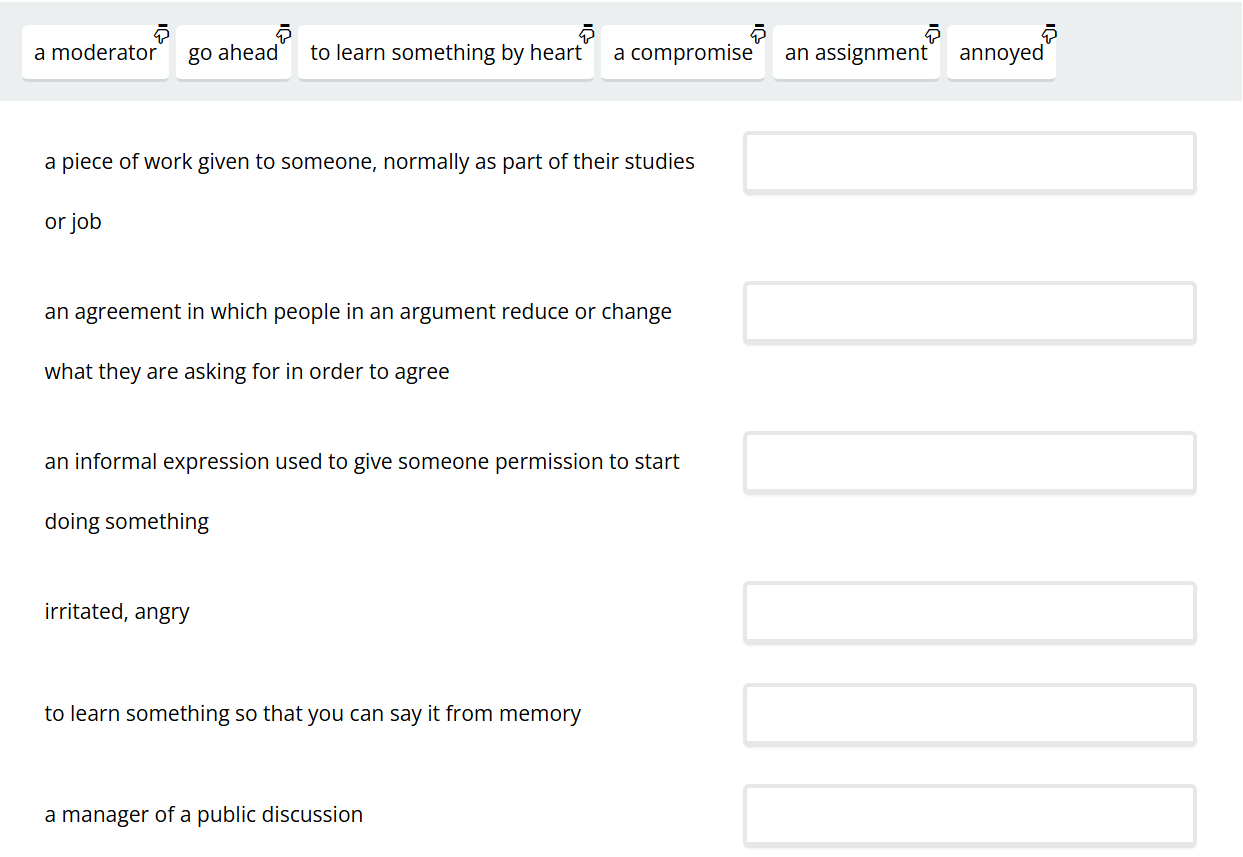 a moderator go ahead to learn something by heart a compromise an assignment annoyed
a piece of work given to someone, normally as part of their studies
or job
an agreement in which people in an argument reduce or change
what they are asking for in order to agree
an informal expression used to give someone permission to start
doing something
irritated, angry
to learn something so that you can say it from memory
a manager of a public discussion